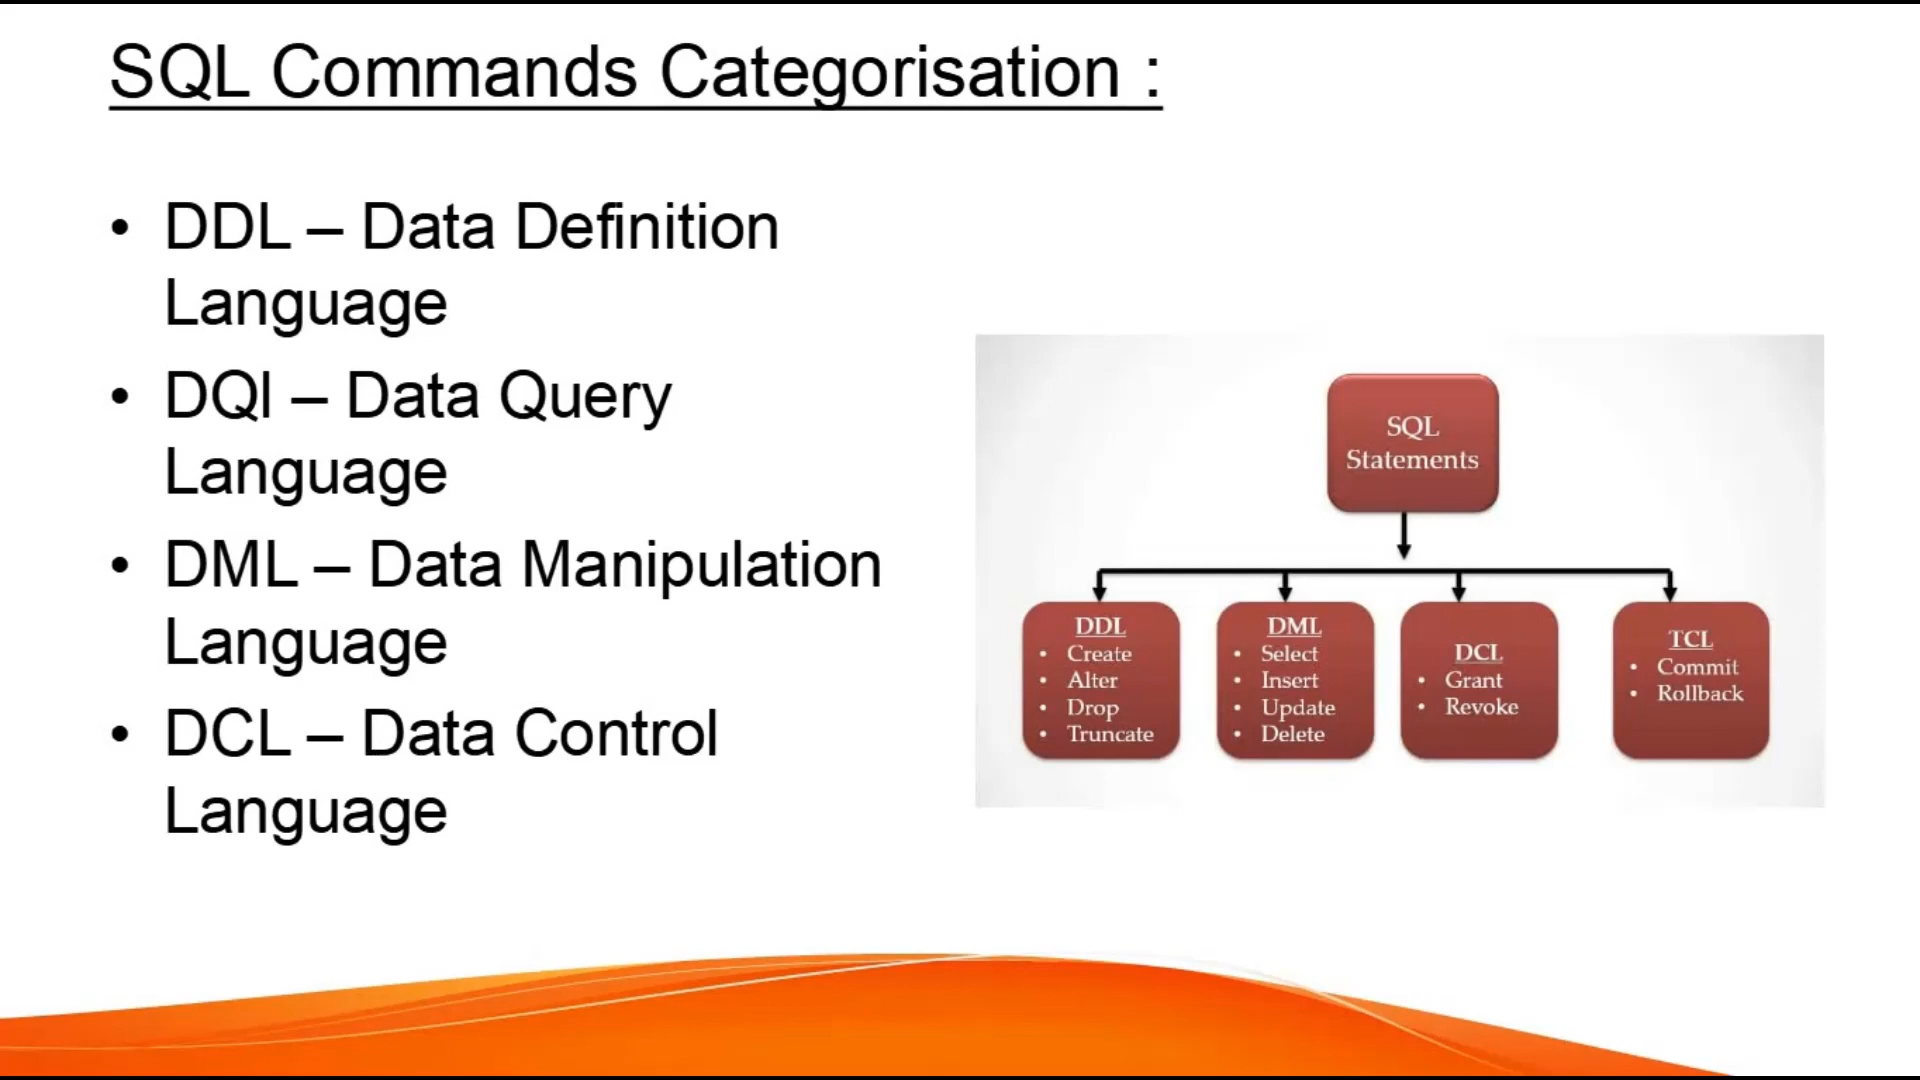 SQL Commands Categorisation :
• DDL – Data Definition
Language
• DQl – Data Query
Language
• DML – Data Manipulation
Language
• DCL – Data Control
Language
SQL
Statements
DDL
• Create
• Alter
• Drop
• Truncate
DML
• Select
• Insert
• Update
• Delete
DCL
• Grant
• Revoke
TCL
• Commit
• Rollback